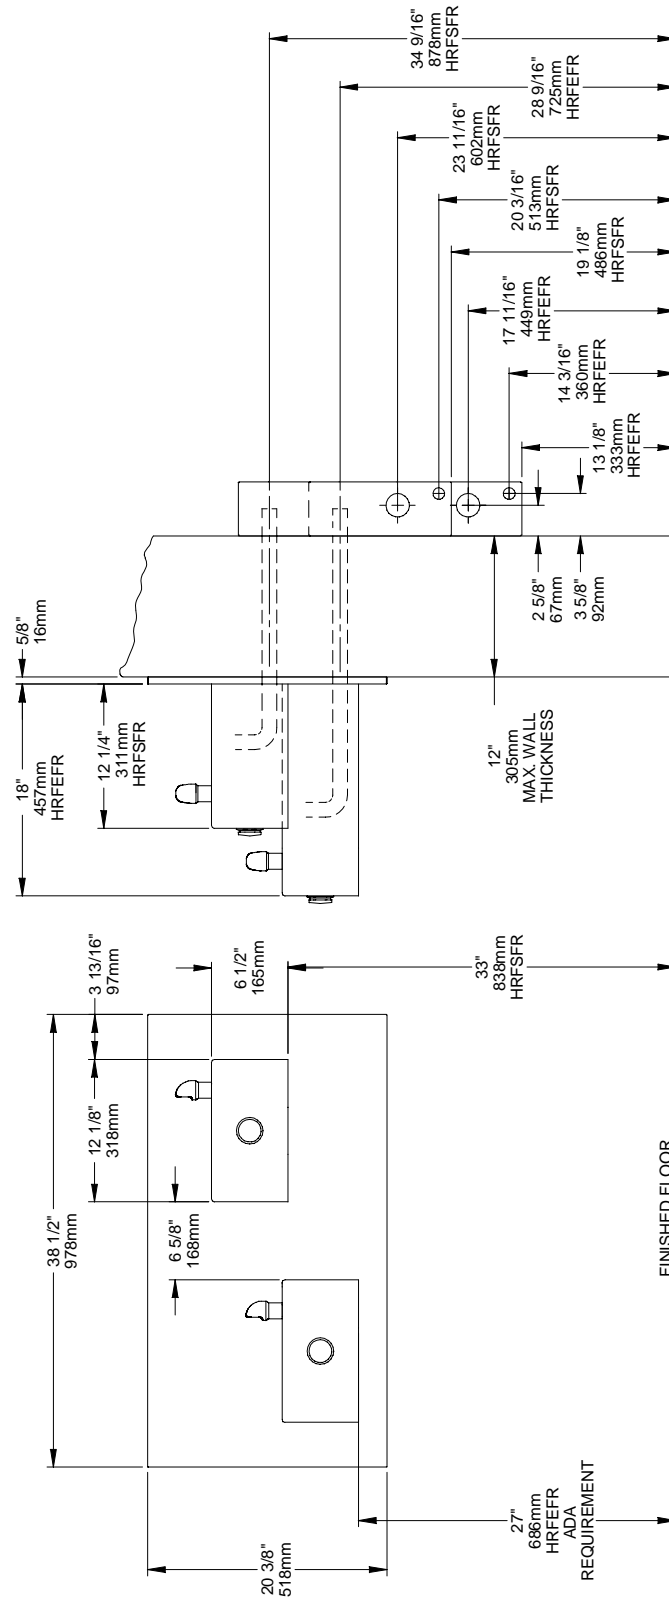 38 1/2"
978mm
12 1/8"
318mm
3 13/16"
97mm
6 5/8"
168mm
6 1/2"
165mm
20 3/8"
518mm
27"
686mm
HRFEFR
ADA
REQUIREMENT
33"
838mm
HRFSFR
FINISHED FLOOR
18"
457mm
HRFEFR
5/8"
16mm
12 1/4"
311mm
HRFSFR
12"
305mm
MAX. WALL
THICKNESS
2 5/8"
67mm
3 5/8"
92mm
13 1/8"
333mm
HRFEFR
14 3/16"
360mm
HRFEFR
17 11/16"
449mm
HRFEFR
19 1/8"
486mm
HRFSFR
20 3/16"
513mm
HRFSFR
23 11/16"
602mm
HRFSFR
28 9/16"
725mm
HRFEFR
34 9/16"
878mm
HRFSFR